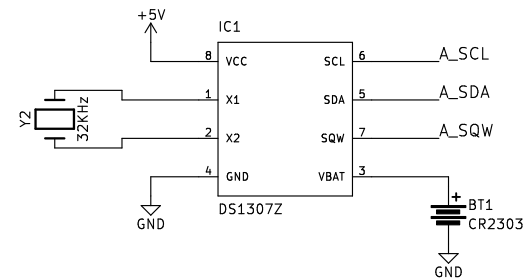 +5V
IC1
8 VCC SCL 6 A_SCL
1 X1 SDA 5 A_SDA
Y2 32KHz
2 X2 SQW 7 A_SQW
4 GND VBAT 3
GND
DS1307Z
+
BT1
CR2303
GND